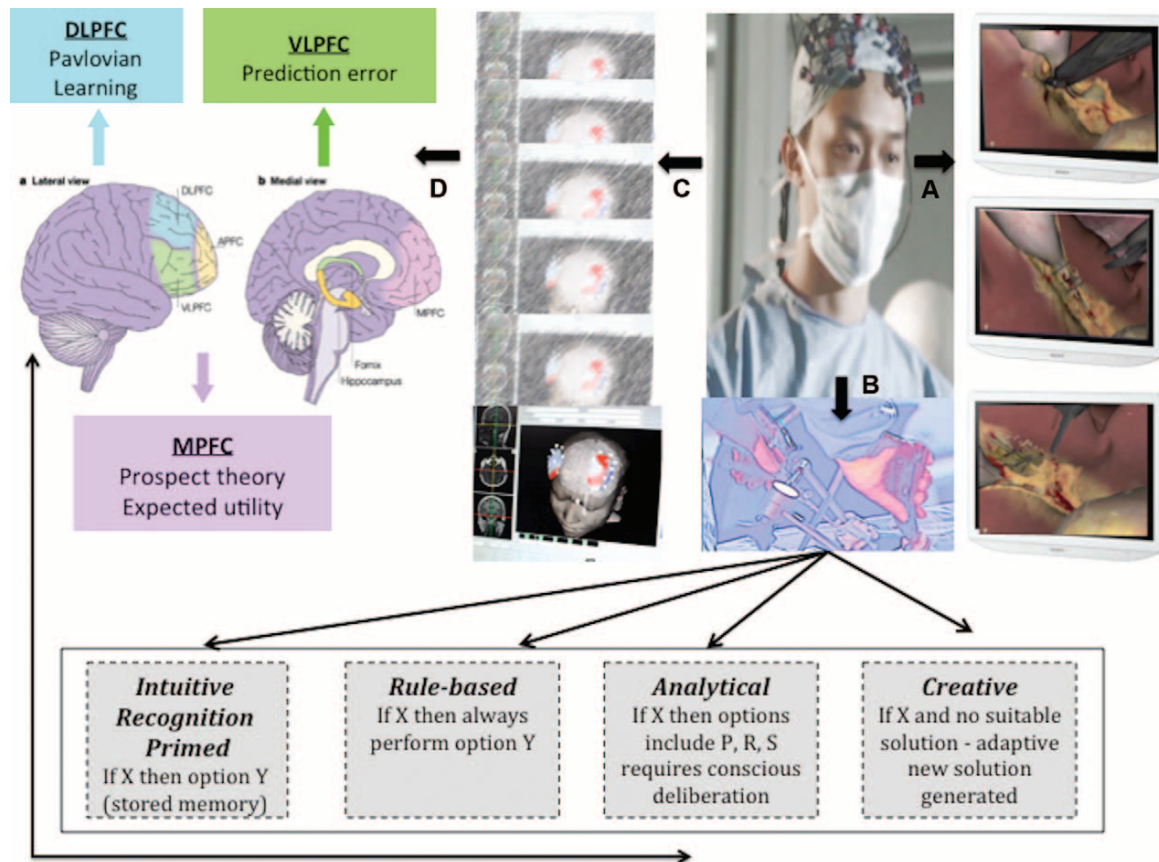 DLPFC
Pavlovian
Learning
VLPFC
Prediction error
a Lateral view
b Medial view
DLPFC
APFC
VLPFC
MPFC
Fornix
Hippocampus
MPFC
Prospect theory
Expected utility
D
C
A
B
Intuitive
Recognition
Primed
If X then option Y
(stored memory)
Rule-based
If X then always
perform option Y
Analytical
If X then options
include P, R, S
requires conscious
deliberation
Creative
If X and no suitable
solution - adaptive
new solution
generated